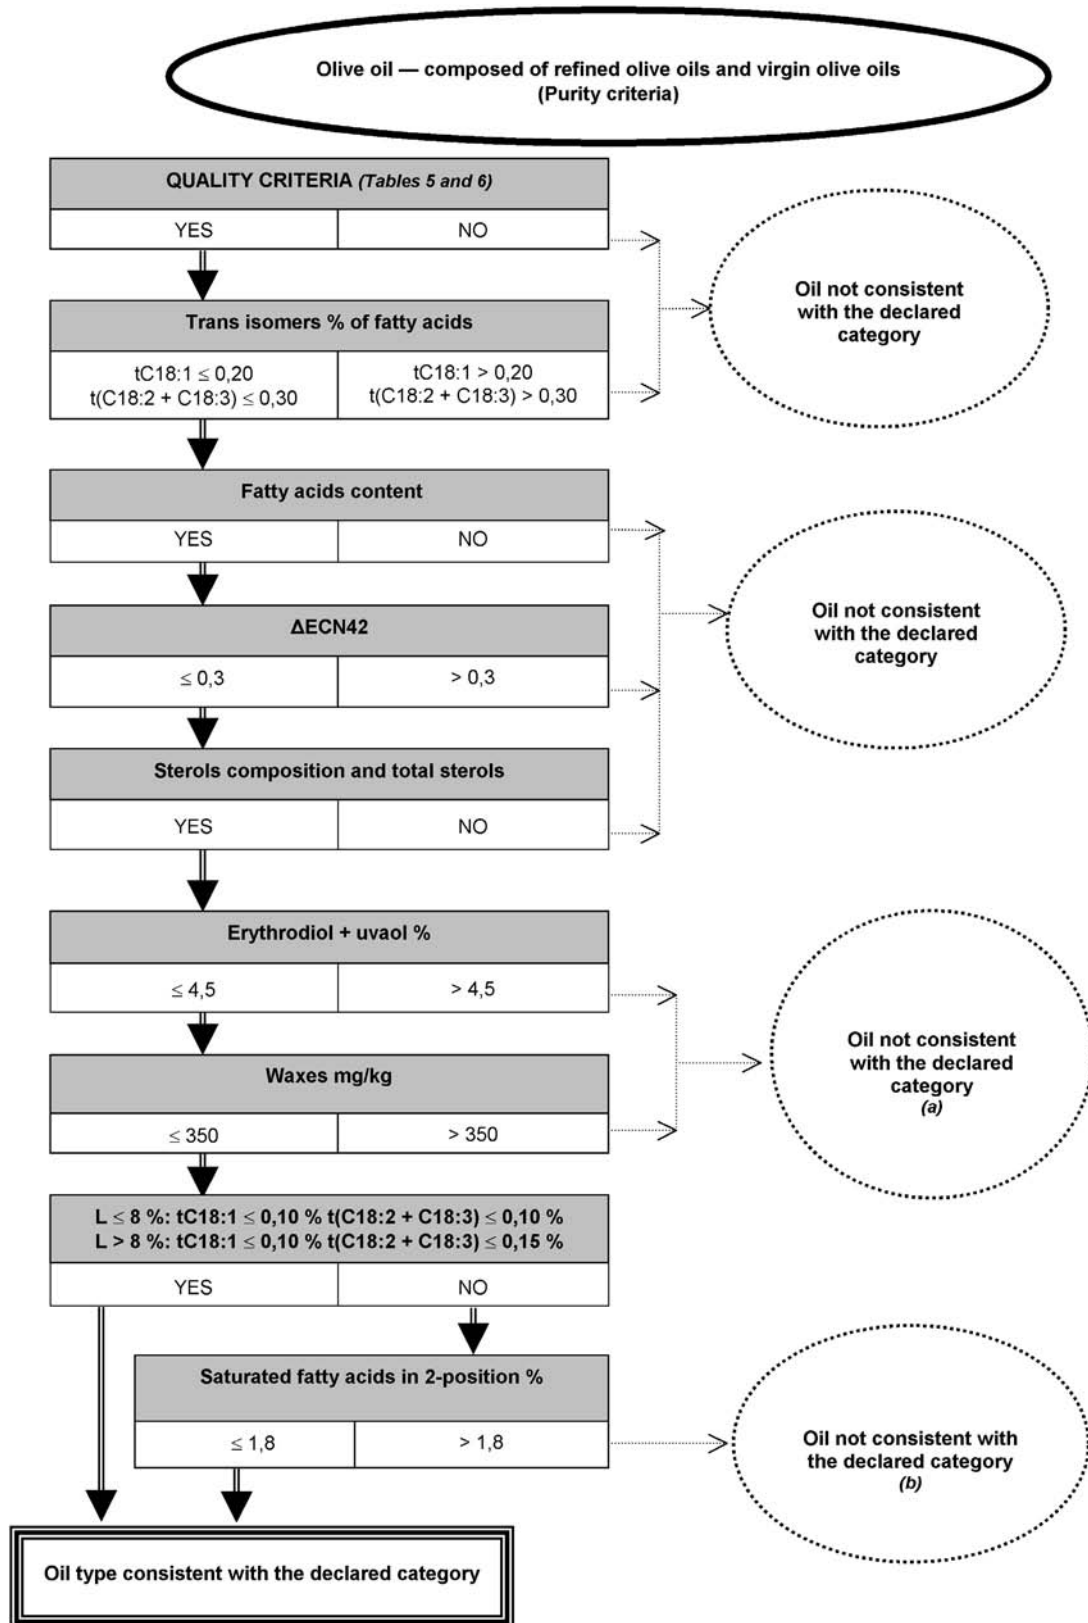 Olive oil — composed of refined olive oils and virgin olive oils
(Purity criteria)
QUALITY CRITERIA (Tables 5 and 6)
YES
NO
Oil not consistent
with the declared
category
Trans isomers % of fatty acids
tC18:1 ≤ 0,20
t(C18:2 + C18:3) ≤ 0,30
tC18:1 > 0,20
t(C18:2 + C18:3) > 0,30
Fatty acids content
YES
NO
Oil not consistent
with the declared
category
ΔECN42
≤ 0,3
> 0,3
Sterols composition and total sterols
YES
NO
Erythrodiol + uvaol %
≤ 4,5
> 4,5
Oil not consistent
with the declared
category
(a)
Waxes mg/kg
≤ 350
> 350
L ≤ 8 %: tC18:1 ≤ 0,10 % t(C18:2 + C18:3) ≤ 0,10 %
L > 8 %: tC18:1 ≤ 0,10 % t(C18:2 + C18:3) ≤ 0,15 %
YES
NO
Saturated fatty acids in 2-position %
≤ 1,8
> 1,8
Oil not consistent with
the declared category
(b)
Oil type consistent with the declared category